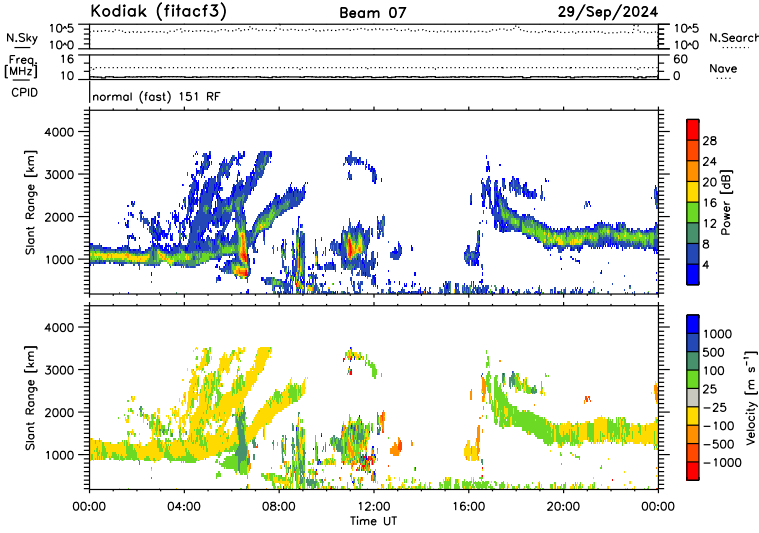 Kodiak (fitacf3) Beam 07 29/Sep/2024
N.Sky 10^5 10^0 10^5 10^0 N.Search
Freq. [MHz] 16 10 60 0 Nave
CPID normal (fast) 151 RF
Slant Range [km] 4000 3000 2000 1000
Power [dB] 28 24 20 16 12 8 4
Slant Range [km] 4000 3000 2000 1000
Velocity [m s^-1] 1000 500 100 25 -25 -100 -500 -1000
00:00 04:00 08:00 12:00 16:00 20:00 00:00
Time UT